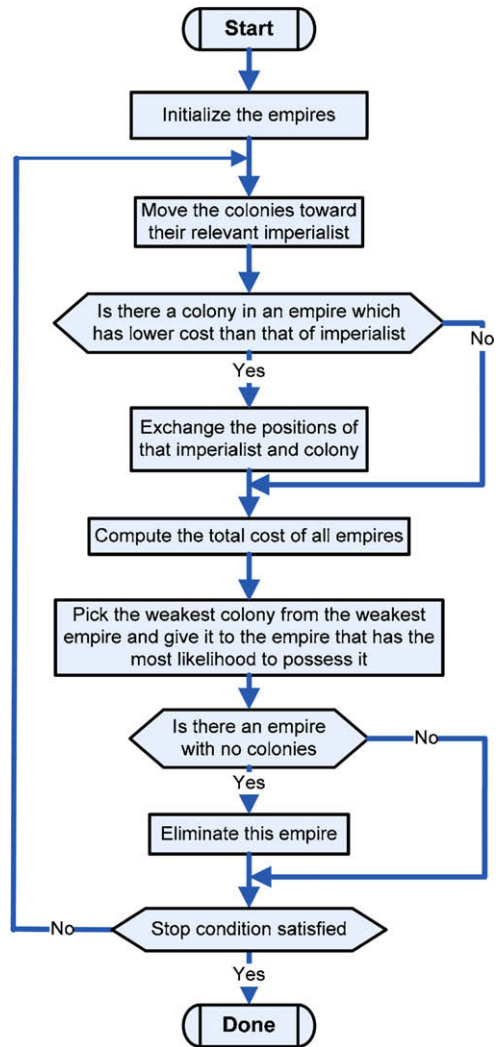 Start
Initialize the empires
Move the colonies toward
their relevant imperialist
Is there a colony in an empire which
has lower cost than that of imperialist
No
Yes
Exchange the positions of
that imperialist and colony
Compute the total cost of all empires
Pick the weakest colony from the weakest
empire and give it to the empire that has the
most likelihood to possess it
Is there an empire
with no colonies
No
Yes
Eliminate this empire
No
Stop condition satisfied
Yes
Done